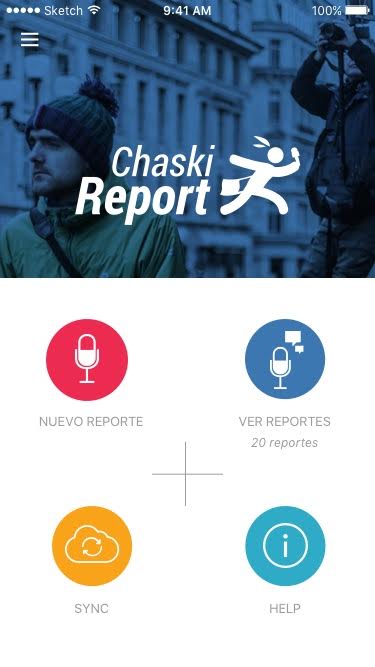 Sketch 9:41 AM 100%
Chaski
Report
NUEVO REPORTE
VER REPORTES
20 reportes
SYNC
HELP